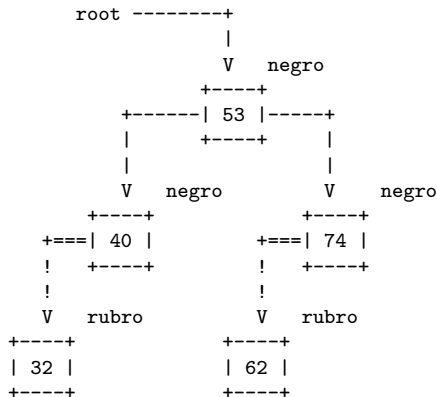 root --------+
|
V negro
+----+
+------| 53 |-----+
| +----+ |
| |
V negro V negro
+----+ +----+
+===| 40 | +===| 74 |
! +----+ ! +----+
! !
V rubro V rubro
+----+ +----+
| 32 | | 62 |
+----+ +----+